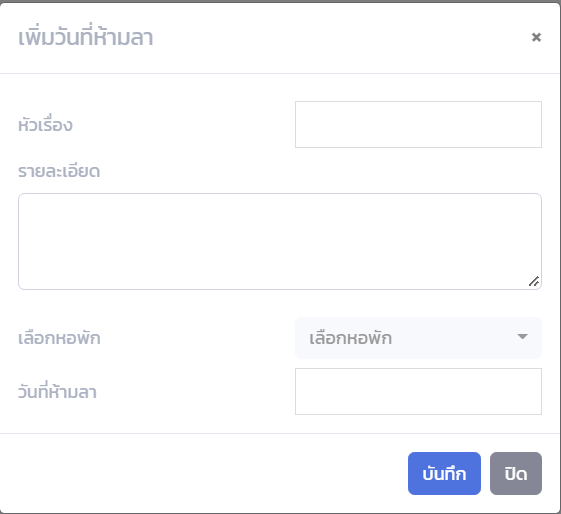 เพิ่มวันที่ห้ามลา ×
หัวเรื่อง
รายละเอียด
เลือกหอพัก เลือกหอพัก
วันที่ห้ามลา
บันทึก ปิด